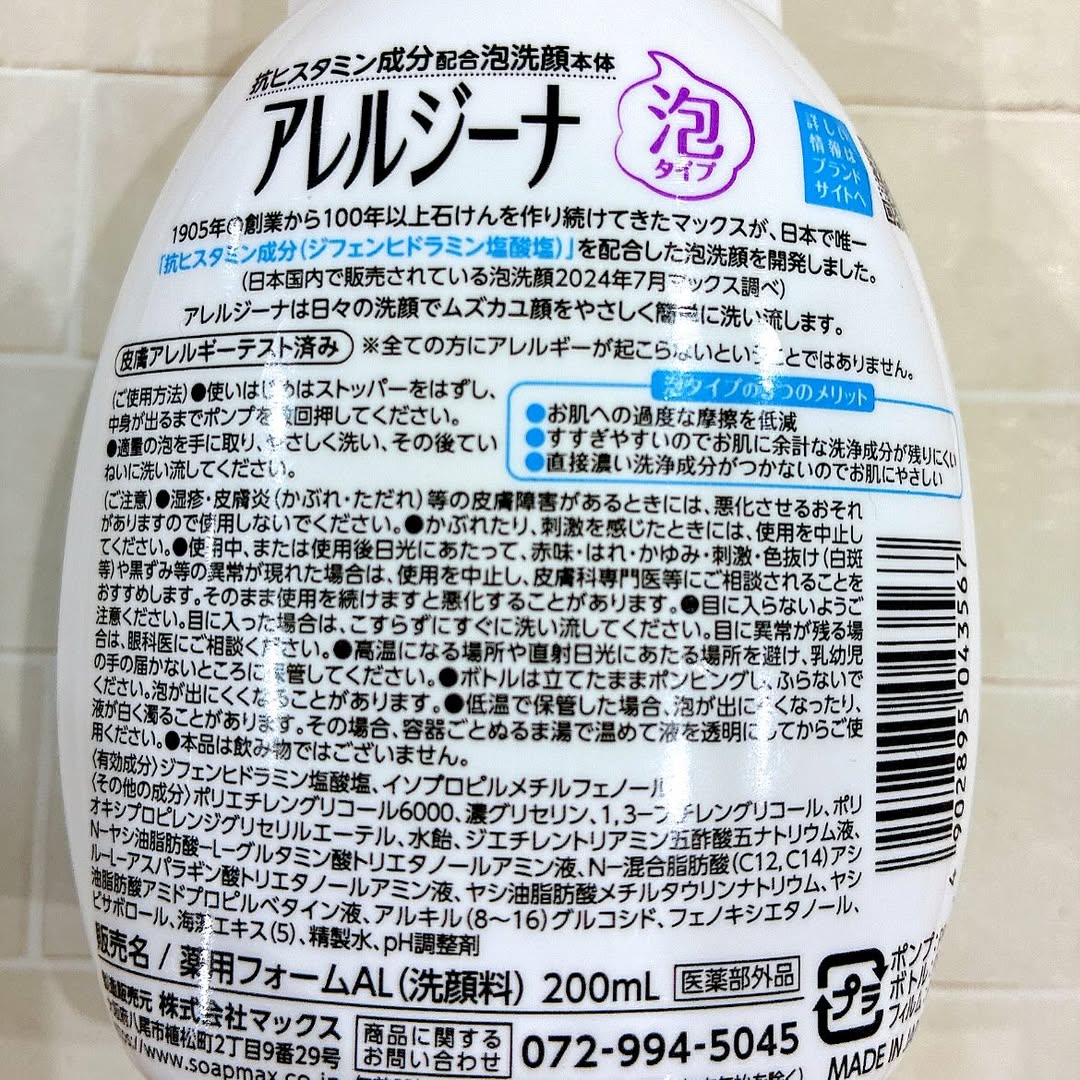 抗ヒスタミン成分配合泡洗顔本体
アレルジーナ
泡
タイプ
詳しい
情報は
ブランド
サイトへ
1905年の創業から100年以上石けんを作り続けてきたマックスが、日本で唯一
「抗ヒスタミン成分(ジフェンヒドラミン塩酸塩)」を配合した泡洗顔を開発しました。
(日本国内で販売されている泡洗顔2024年7月マックス調べ)
アレルジーナは日々の洗顔でムズカユ顔をやさしく簡単に洗い流します。
皮膚アレルギーテスト済み ※全ての方にアレルギーが起こらないということではありません。
〈ご使用方法〉●使いはじめはストッパーをはずし、
中身が出るまでポンプを数回押してください。
●適量の泡を手に取り、やさしく洗い、その後てい
ねいに洗い流してください。
泡タイプの3つのメリット
●お肌への過度な摩擦を低減
●すすぎやすいのでお肌に余計な洗浄成分が残りにくい
●直接濃い洗浄成分がつかないのでお肌にやさしい
〈ご注意〉●湿疹・皮膚炎(かぶれ・ただれ)等の皮膚障害があるときには、悪化させるおそれ
がありますので使用しないでください。●かぶれたり、刺激を感じたときには、使用を中止し
てください。●使用中、または使用後日光にあたって、赤味・はれ・かゆみ・刺激・色抜け(白斑
等)や黒ずみ等の異常が現れた場合は、使用を中止し、皮膚科専門医等にご相談されることを
おすすめします。そのまま使用を続けますと悪化することがあります。●目に入らないようご
注意ください。目に入った場合は、こすらずにすぐに洗い流してください。目に異常が残る場
合は、眼科医にご相談ください。●高温になる場所や直射日光にあたる場所を避け、乳幼児
の手の届かないところに保管してください。●ボトルは立てたままポンピングし、ふらないで
ください。泡が出にくくなることがあります。●低温で保管した場合、泡が出にくくなったり、
液が白く濁ることがあります。その場合、容器ごとぬるま湯で温めて液を透明にしてからご使
用ください。●本品は飲み物ではございません。
〈有効成分〉ジフェンヒドラミン塩酸塩、イソプロピルメチルフェノール
〈その他の成分〉ポリエチレングリコール6000、濃グリセリン、1,3-ブチレングリコール、ポリ
オキシプロピレンジグリセリルエーテル、水飴、ジエチレントリアミン五酢酸五ナトリウム液、
N-ヤシ油脂肪酸-L-グルタミン酸トリエタノールアミン液、N-混合脂肪酸(C12,C14)アシ
ル-L-アスパラギン酸トリエタノールアミン液、ヤシ油脂肪酸メチルタウリンナトリウム、ヤシ
油脂肪酸アミドプロピルベタイン液、アルキル(8~16)グルコシド、フェノキシエタノール、
ビサボロール、海藻エキス(5)、精製水、pH調整剤
販売名 / 薬用フォームAL(洗顔料) 200mL 医薬部外品
製造販売元 株式会社マックス
大阪府八尾市植松町2丁目9番29号
https://www.soapmax.co.jp
商品に関する
お問い合わせ
072-994-5045
プラ
ポンプ:
ボトル
フィルム
MADE IN
4 902895 043567